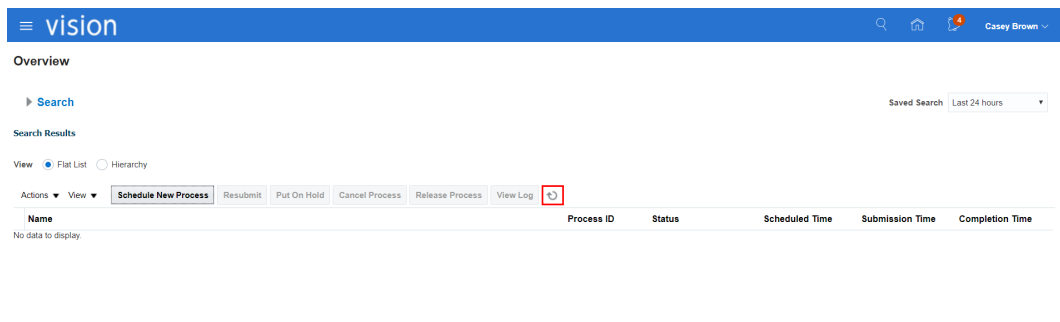 vision 4 Casey Brown
Overview
Search Saved Search Last 24 hours
Search Results
View Flat List Hierarchy
Actions View Schedule New Process Resubmit Put On Hold Cancel Process Release Process View Log
Name Process ID Status Scheduled Time Submission Time Completion Time
No data to display.